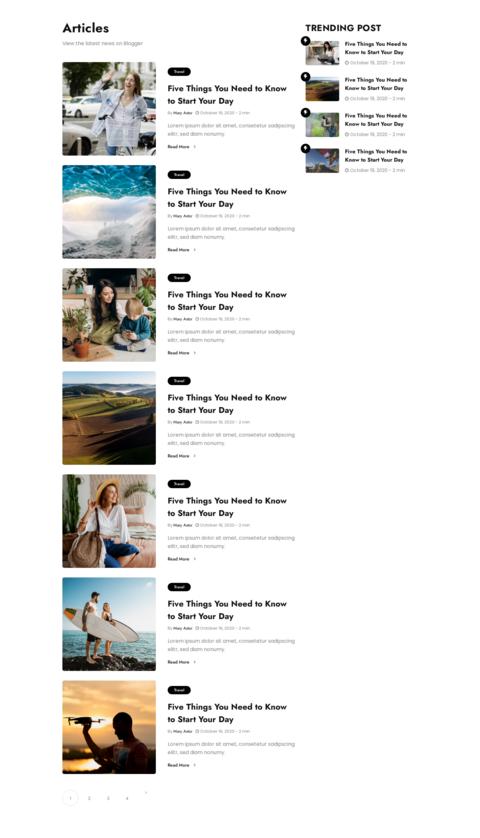 Articles
View the latest news on Blogger
Travel
Five Things You Need to Know
to Start Your Day
By Mary Astor October 19, 2020 - 2 min
Lorem ipsum dolor sit amet, consetetur sadipscing
elitr, sed diam nonumy.
Read More
Travel
Five Things You Need to Know
to Start Your Day
By Mary Astor October 19, 2020 - 2 min
Lorem ipsum dolor sit amet, consetetur sadipscing
elitr, sed diam nonumy.
Read More
Travel
Five Things You Need to Know
to Start Your Day
By Mary Astor October 19, 2020 - 2 min
Lorem ipsum dolor sit amet, consetetur sadipscing
elitr, sed diam nonumy.
Read More
Travel
Five Things You Need to Know
to Start Your Day
By Mary Astor October 19, 2020 - 2 min
Lorem ipsum dolor sit amet, consetetur sadipscing
elitr, sed diam nonumy.
Read More
Travel
Five Things You Need to Know
to Start Your Day
By Mary Astor October 19, 2020 - 2 min
Lorem ipsum dolor sit amet, consetetur sadipscing
elitr, sed diam nonumy.
Read More
Travel
Five Things You Need to Know
to Start Your Day
By Mary Astor October 19, 2020 - 2 min
Lorem ipsum dolor sit amet, consetetur sadipscing
elitr, sed diam nonumy.
Read More
Travel
Five Things You Need to Know
to Start Your Day
By Mary Astor October 19, 2020 - 2 min
Lorem ipsum dolor sit amet, consetetur sadipscing
elitr, sed diam nonumy.
Read More
1 2 3 4
TRENDING POST
Five Things You Need to
Know to Start Your Day
October 19, 2020 - 2 min
Five Things You Need to
Know to Start Your Day
October 19, 2020 - 2 min
Five Things You Need to
Know to Start Your Day
October 19, 2020 - 2 min
Five Things You Need to
Know to Start Your Day
October 19, 2020 - 2 min